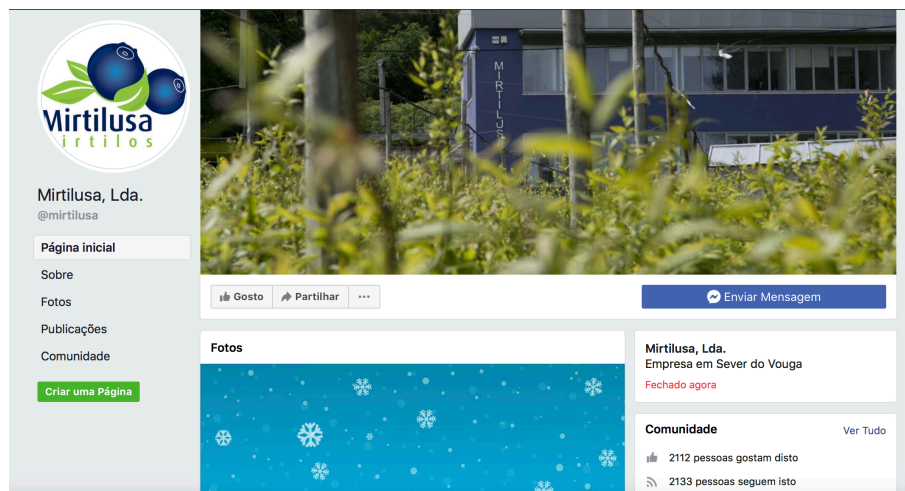 Mirtilusa
irtilos
Mirtilusa, Lda.
@mirtilusa
Página inicial
Sobre
Fotos
Publicações
Comunidade
Criar uma Página
MIRTILUS
Gosto
Partilhar
Enviar Mensagem
Fotos
Mirtilusa, Lda.
Empresa em Sever do Vouga
Fechado agora
Comunidade
Ver Tudo
2112 pessoas gostam disto
2133 pessoas seguem isto